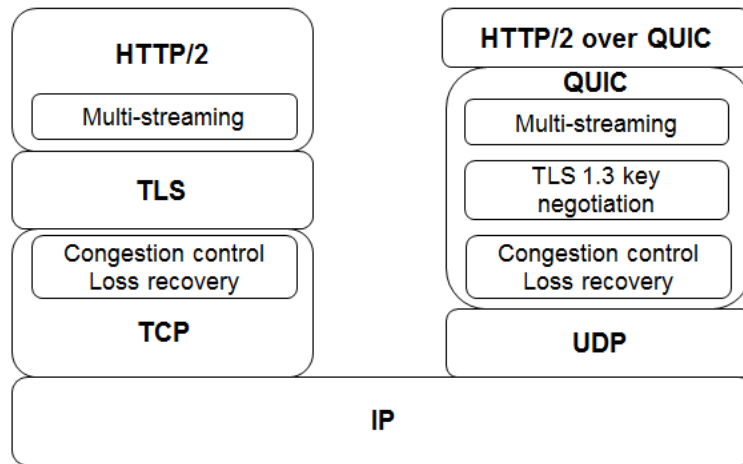 HTTP/2
Multi-streaming
TLS
Congestion control
Loss recovery
TCP
HTTP/2 over QUIC
QUIC
Multi-streaming
TLS 1.3 key
negotiation
Congestion control
Loss recovery
UDP
IP